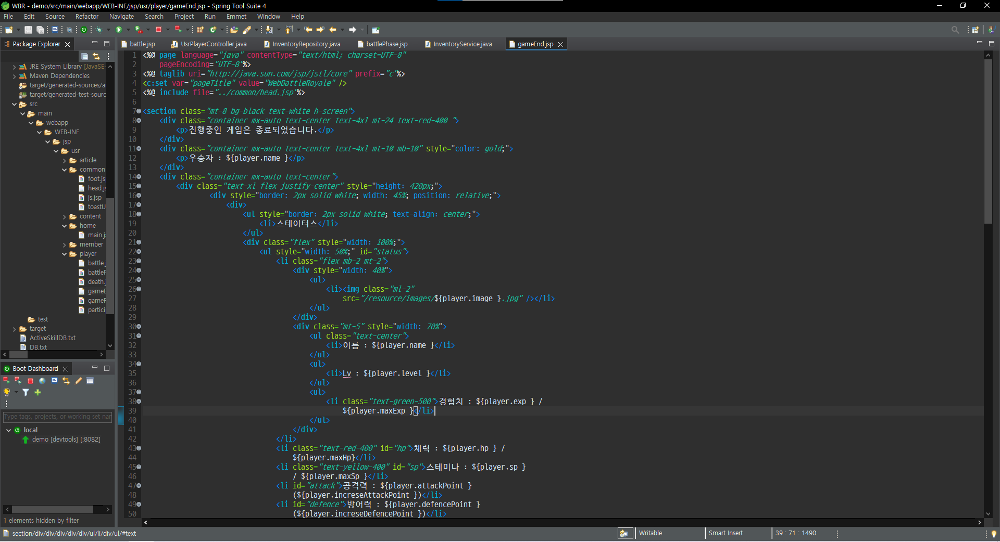 WBR - demo/src/main/webapp/WEB-INF/jsp/usr/player/gameEnd.jsp - Spring Tool Suite 4
File Edit Source Refactor Navigate Search Project Run Emmet Window Help
Package Explorer
battle.jsp UsrPlayerController.java InventoryRepository.java battlePhase.jsp InventoryService.java gameEnd.jsp
JRE System Library [JavaSE-
Maven Dependencies
target/generated-sources/a
target/generated-test-sourc
src
main
webapp
WEB-INF
jsp
usr
article
common
foot.js
head.js
js.jsp
toastU
content
home
main.j
member
player
battle.
battleP
death.
gameE
gameF
partici
test
target
ActiveSkillDB.txt
DB.txt
1 <%@ page language="java" contentType="text/html; charset=UTF-8"
2 pageEncoding="UTF-8"%>
3 <%@ taglib uri="http://java.sun.com/jsp/jstl/core" prefix="c"%>
4 <c:set var="pageTitle" value="WebBattleRoyale" />
5 <%@ include file="../common/head.jsp"%>
6
7 <section class="mt-8 bg-black text-white h-screen">
8 <div class="container mx-auto text-center text-4xl mt-24 text-red-400 ">
9 <p>진행중인 게임은 종료되었습니다.</p>
10 </div>
11 <div class="container mx-auto text-center text-4xl mt-10 mb-10" style="color: gold;">
12 <p>우승자 : ${player.name }</p>
13 </div>
14 <div class="container mx-auto text-center">
15 <div class="text-xl flex justify-center" style="height: 420px;">
16 <div style="border: 2px solid white; width: 45%; position: relative;">
17 <div>
18 <ul style="border: 2px solid white; text-align: center;">
19 <li>스테이터스</li>
20 </ul>
21 <div class="flex" style="width: 100%;">
22 <ul style="width: 50%;" id="status">
23 <li class="flex mb-2 mt-2">
24 <div style="width: 40%">
25 <ul>
26 <li><img class="ml-2"
27 src="/resource/images/${player.image }.jpg" /></li>
28 </ul>
29 </div>
30 <div class="mt-5" style="width: 70%">
31 <ul class="text-center">
32 <li>이름 : ${player.name }</li>
33 </ul>
34 <ul>
35 <li>Lv : ${player.level }</li>
36 </ul>
37 <ul>
38 <li class="text-green-500">경험치 : ${player.exp } /
39 ${player.maxExp }</li>
40 </ul>
41 </div>
42 </li>
43 <li class="text-red-400" id="hp">체력 : ${player.hp } /
44 ${player.maxHp}</li>
45 <li class="text-yellow-400" id="sp">스테미나 : ${player.sp }
46 / ${player.maxSp }</li>
47 <li id="attack">공격력 : ${player.attackPoint }
48 (${player.increseAttackPoint })</li>
49 <li id="defence">방어력 : ${player.defencePoint }
50 (${player.increseDefencePoint })</li>
Boot Dashboard
Type tags, projects, or working set nar
local
demo [devtools] [:8082]
1 elements hidden by filter
section/div/div/div/div/div/ul/li/div/ul/#text
Writable
Smart Insert
39 : 71 : 1490